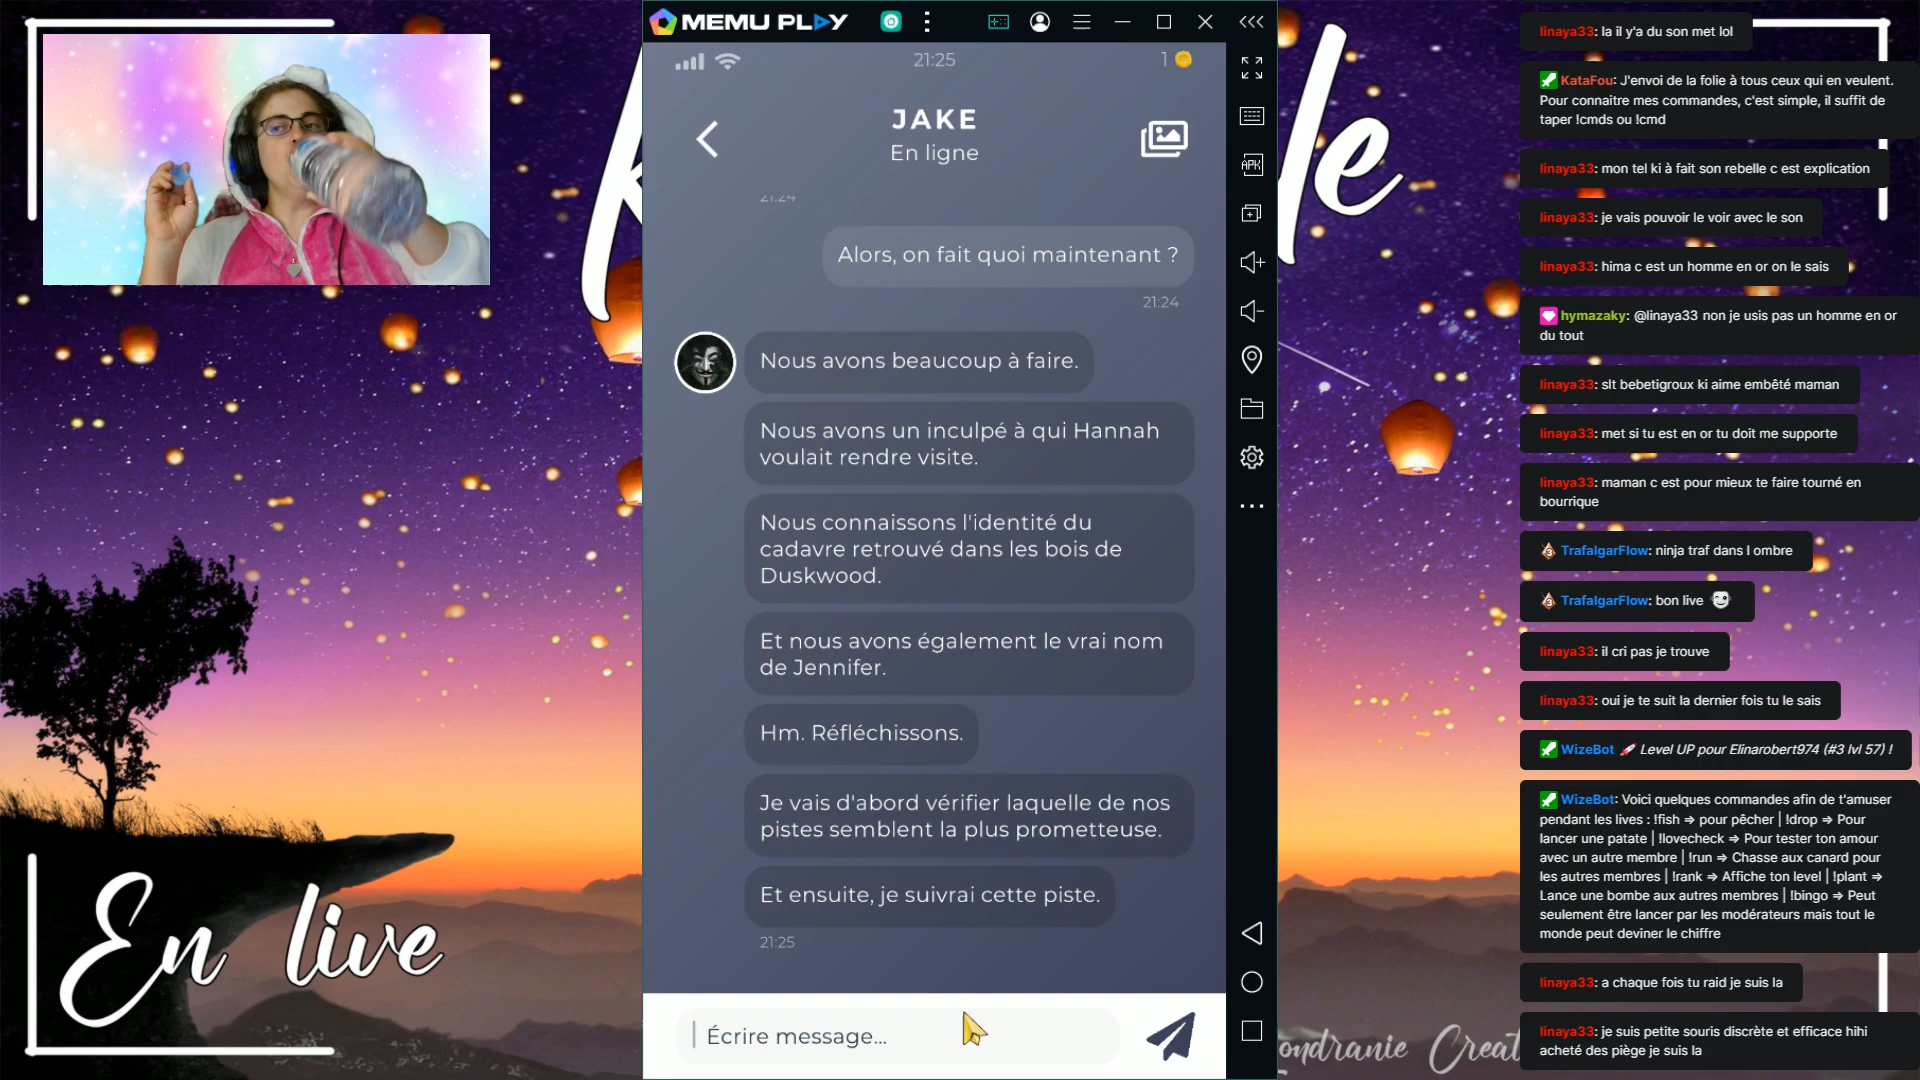 MEMU PLAY
21:25
1
JAKE
En ligne
21:24
Alors, on fait quoi maintenant ?
21:24
Nous avons beaucoup à faire.
Nous avons un inculpé à qui Hannah
voulait rendre visite.
Nous connaissons l'identité du
cadavre retrouvé dans les bois de
Duskwood.
Et nous avons également le vrai nom
de Jennifer.
Hm. Réfléchissons.
Je vais d'abord vérifier laquelle de nos
pistes semblent la plus prometteuse.
Et ensuite, je suivrai cette piste.
21:25
Écrire message...
APK
En live
linaya33: la il y'a du son met lol
KataFou: J'envoi de la folie à tous ceux qui en veulent.
Pour connaitre mes commandes, c'est simple, il suffit de
taper !cmds ou !cmd
linaya33: mon tel ki à fait son rebelle c est explication
linaya33: je vais pouvoir le voir avec le son
linaya33: hima c est un homme en or on le sais
hymazaky: @linaya33 non je usis pas un homme en or
du tout
linaya33: slt bebetigroux ki aime embêté maman
linaya33: met si tu est en or tu doit me supporte
linaya33: maman c est pour mieux te faire tourné en
bourrique
3 TrafalgarFlow: ninja traf dans l ombre
3 TrafalgarFlow: bon live
linaya33: il cri pas je trouve
linaya33: oui je te suit la dernier fois tu le sais
WizeBot Level UP pour Elinarobert974 (#3 lvl 57) !
WizeBot: Voici quelques commandes afin de t'amuser
pendant les lives : !fish => pour pêcher | !drop => Pour
lancer une patate | !lovecheck => Pour tester ton amour
avec un autre membre | !run => Chasse aux canard pour
les autres membres | !rank => Affiche ton level | !plant =>
Lance une bombe aux autres membres | !bingo => Peut
seulement être lancer par les modérateurs mais tout le
monde peut deviner le chiffre
linaya33: a chaque fois tu raid je suis la
linaya33: je suis petite souris discrète et efficace hihi
acheté des piège je suis la